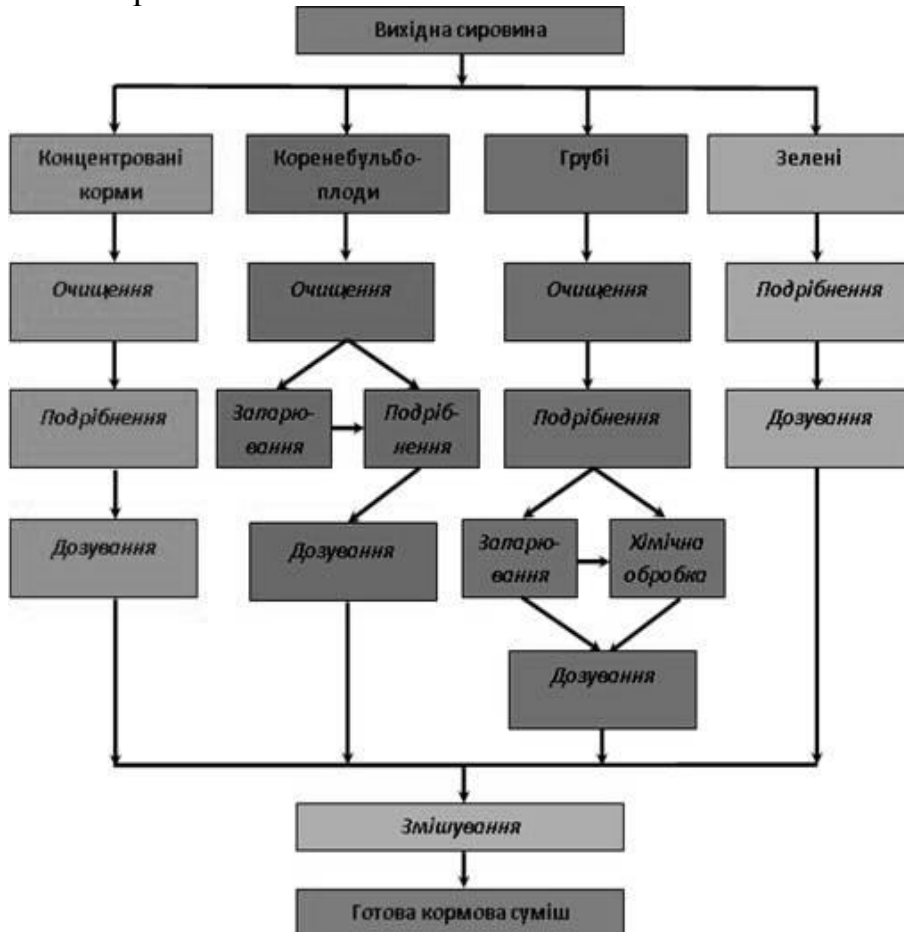 Вихідна сировина
Концентровані
корми
Коренебульбо-
плоди
Грубі
Зелені
Очищення
Очищення
Очищення
Подрібнення
Подрібнення
Запарю-
вання
Подріб-
нення
Подрібнення
Дозування
Дозування
Дозування
Запарю-
вання
Хімічна
обробка
Дозування
Змішування
Готова кормова суміш